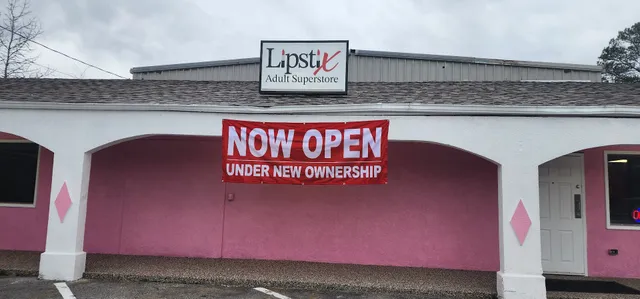 Lipstix
Adult Superstore
NOW OPEN
UNDER NEW OWNERSHIP